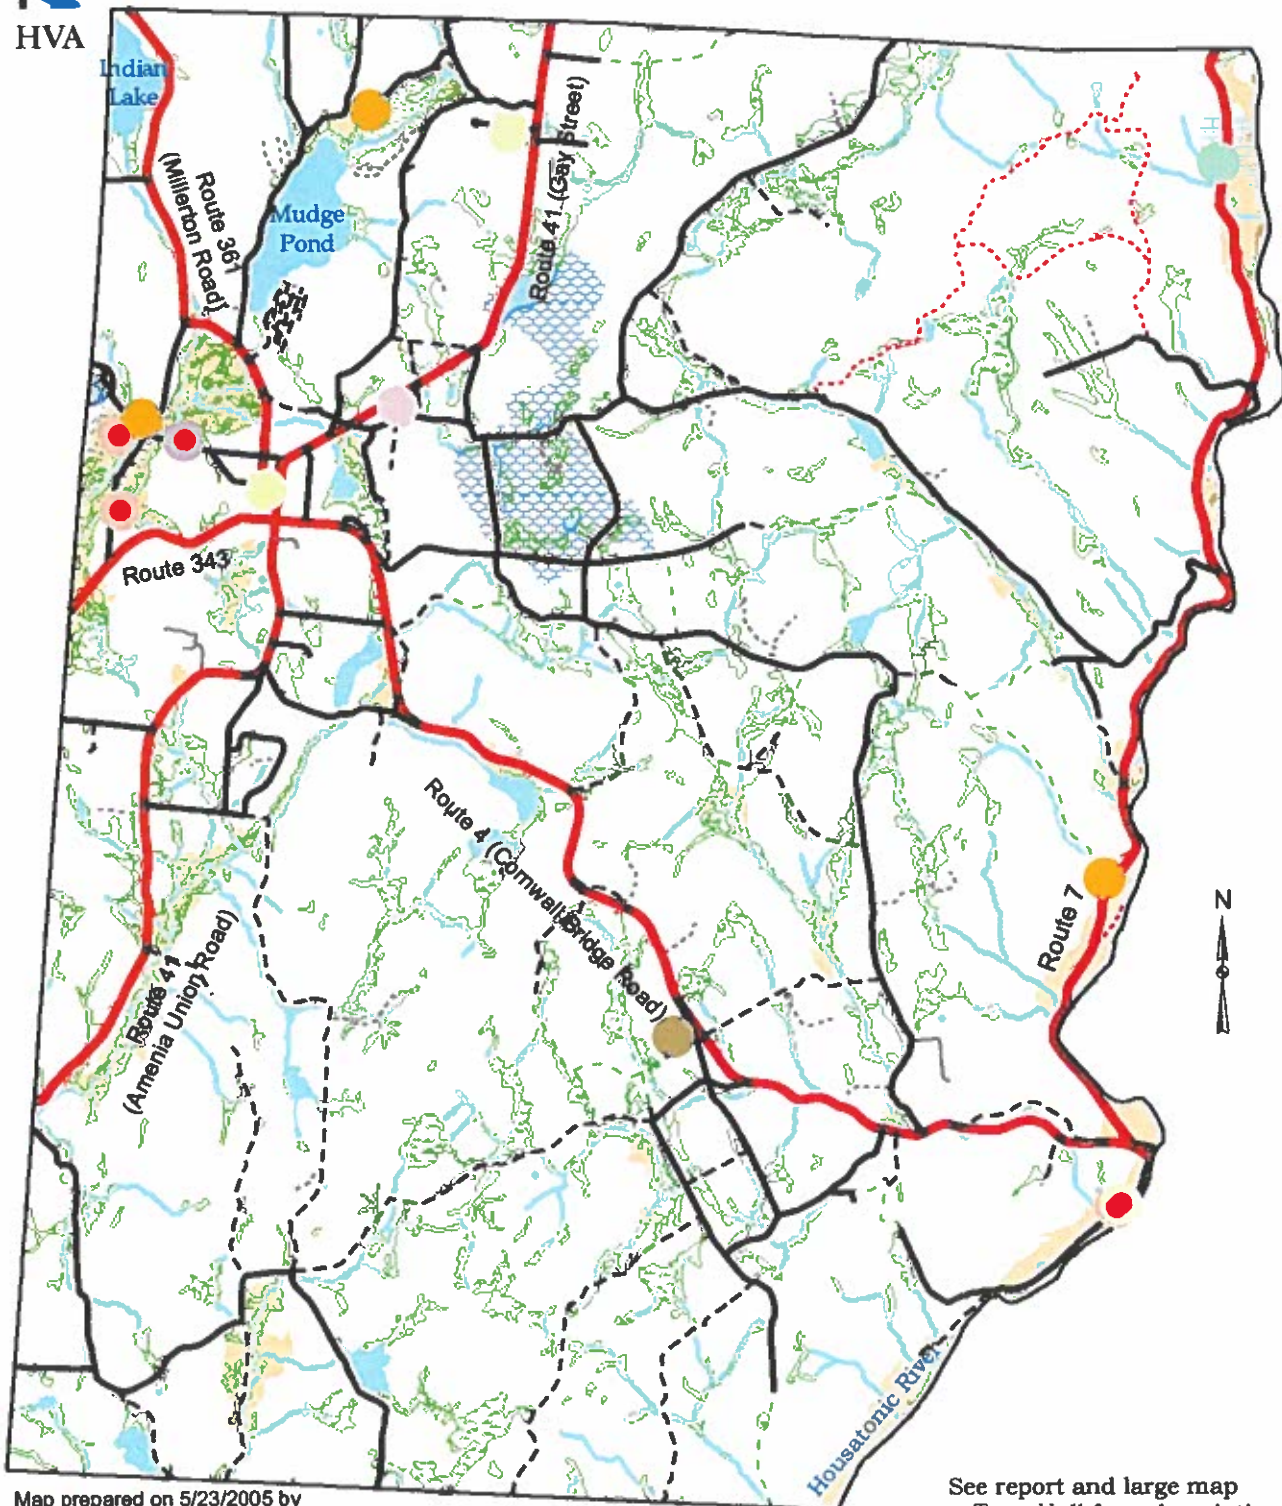 HVA
Indian
Lake
Route 361
(Millerton Road)
Mudge
Pond
Route 41 (Gay Street)
H
Route 343
Route 4 (Cornwall Bridge Road)
Route 7
N
Route 41
(Amenia Union Road)
Housatonic River
Map prepared on 5/23/2005 by
See report and large map